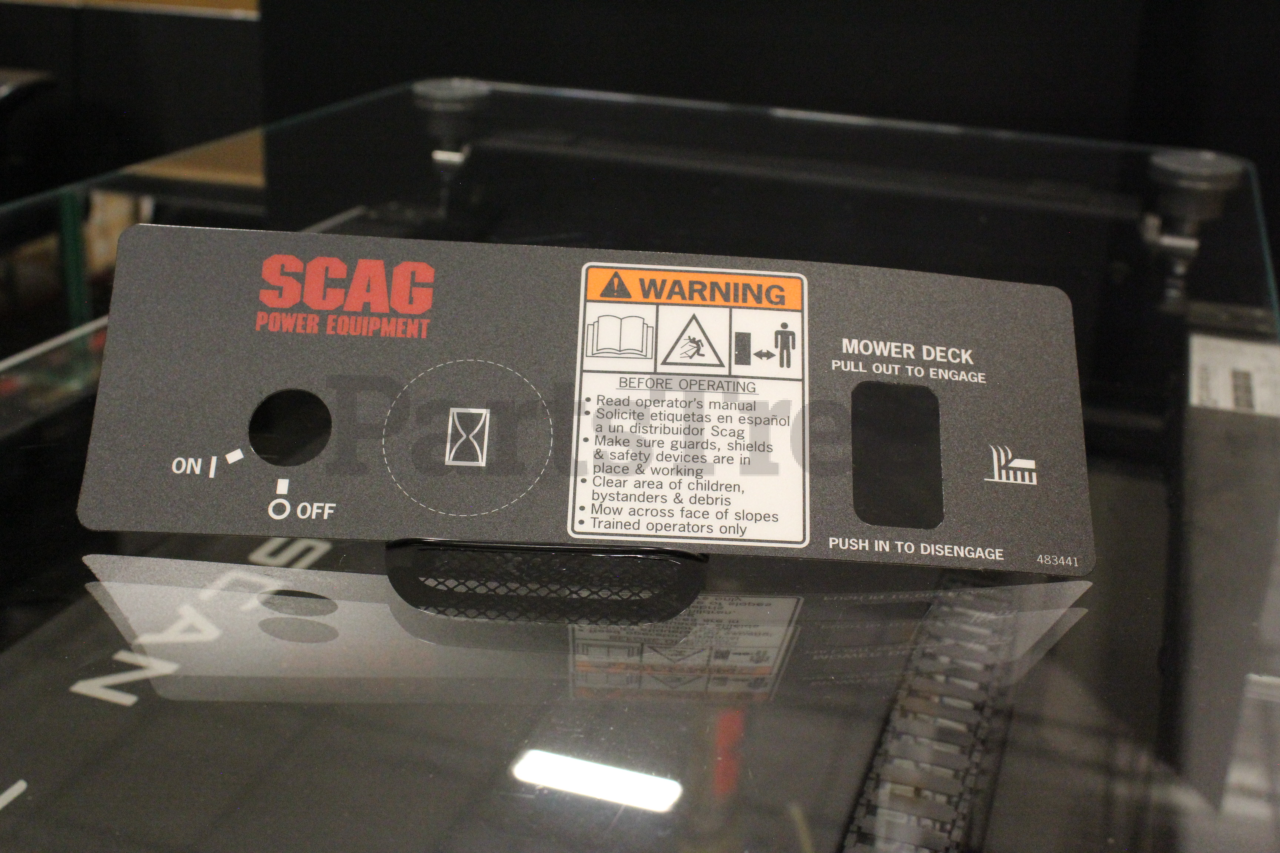 SCAG
POWER EQUIPMENT
ON
OFF
WARNING
BEFORE OPERATING
• Read operator's manual
• Solicite etiquetas en español
a un distribuidor Scag
• Make sure guards, shields
& safety devices are in
place & working
• Clear area of children,
bystanders & debris
• Mow across face of slopes
• Trained operators only
MOWER DECK
PULL OUT TO ENGAGE
PUSH IN TO DISENGAGE
483441
PartsTree
SCAN